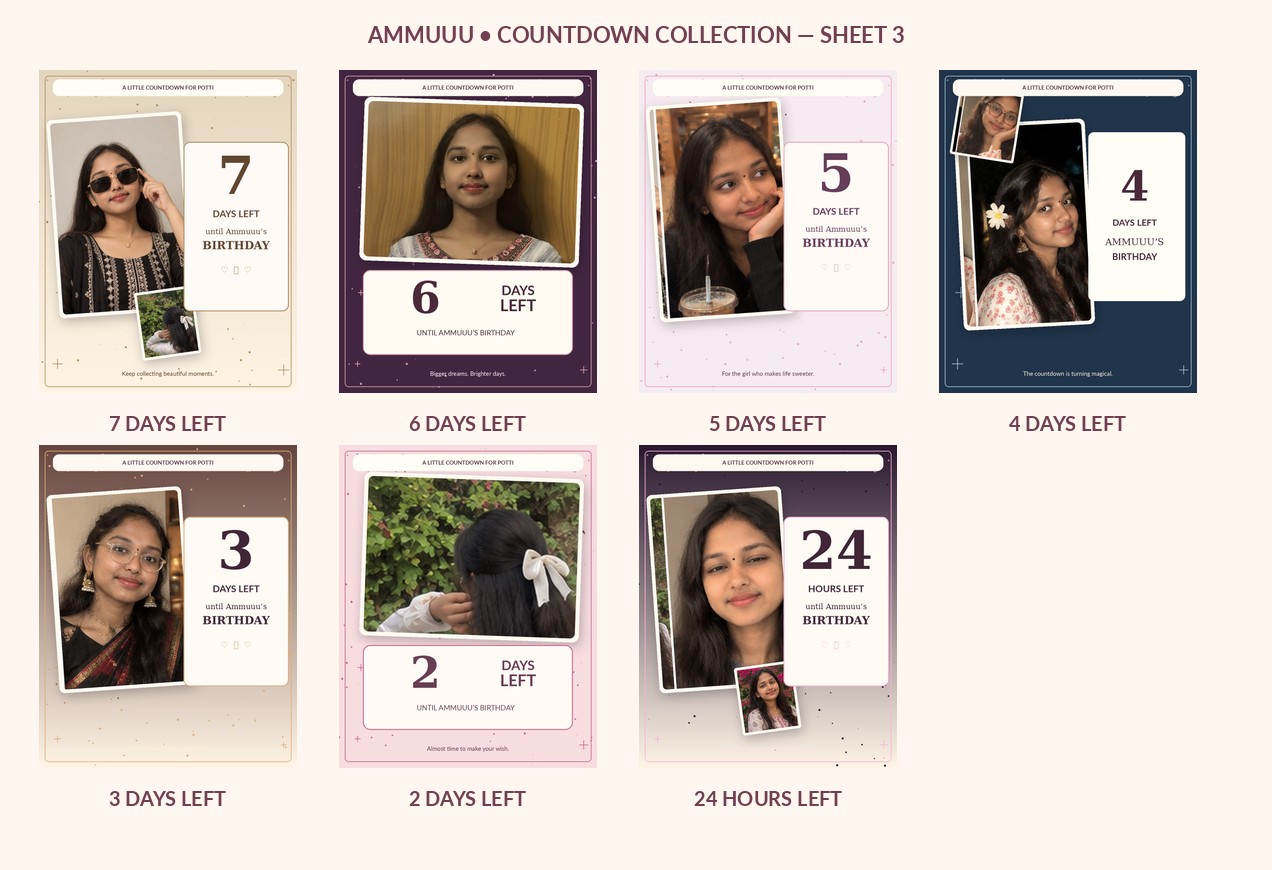 AMMUUU • COUNTDOWN COLLECTION — SHEET 3
A LITTLE COUNTDOWN FOR POTTI
7
DAYS LEFT
until Ammuuu's
BIRTHDAY
♡ ▯ ♡
Keep collecting beautiful moments.
7 DAYS LEFT
A LITTLE COUNTDOWN FOR POTTI
6
DAYS
LEFT
UNTIL AMMUUU'S BIRTHDAY
Bigger dreams. Brighter days.
6 DAYS LEFT
A LITTLE COUNTDOWN FOR POTTI
5
DAYS LEFT
until Ammuuu's
BIRTHDAY
♡ ▯ ♡
For the girl who makes life sweeter.
5 DAYS LEFT
A LITTLE COUNTDOWN FOR POTTI
4
DAYS LEFT
AMMUUU'S
BIRTHDAY
The countdown is turning magical.
4 DAYS LEFT
A LITTLE COUNTDOWN FOR POTTI
3
DAYS LEFT
until Ammuuu's
BIRTHDAY
♡ ▯ ♡
3 DAYS LEFT
A LITTLE COUNTDOWN FOR POTTI
2
DAYS
LEFT
UNTIL AMMUUU'S BIRTHDAY
Almost time to make your wish.
2 DAYS LEFT
A LITTLE COUNTDOWN FOR POTTI
24
HOURS LEFT
until Ammuuu's
BIRTHDAY
♡ ▯ ♡
24 HOURS LEFT